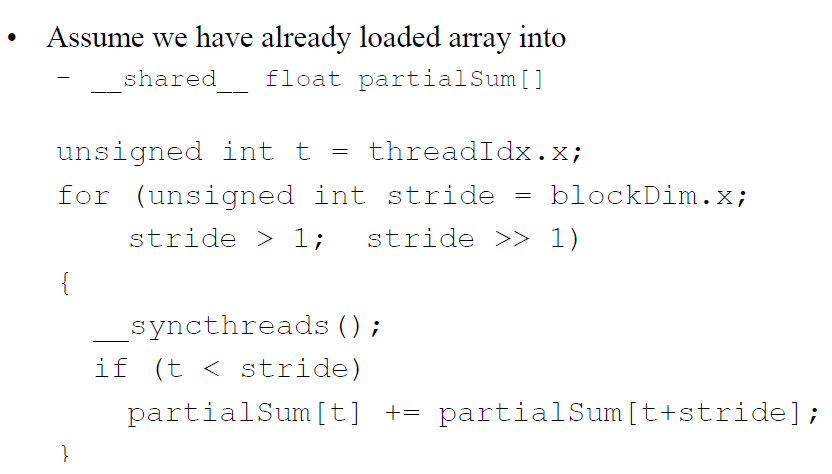 • Assume we have already loaded array into
– __shared__ float partialSum[]
unsigned int t = threadIdx.x;
for (unsigned int stride = blockDim.x;
stride > 1; stride >> 1)
{
__syncthreads();
if (t < stride)
partialSum[t] += partialSum[t+stride];
}